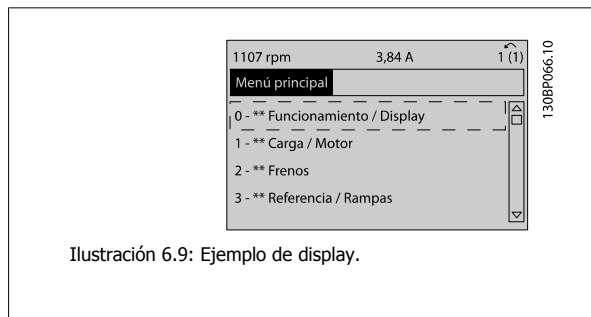 1107 rpm 3,84 A 1 (1)
Menú principal
0 - ** Funcionamiento / Display
1 - ** Carga / Motor
2 - ** Frenos
3 - ** Referencia / Rampas
130BP066.10
Ilustración 6.9: Ejemplo de display.